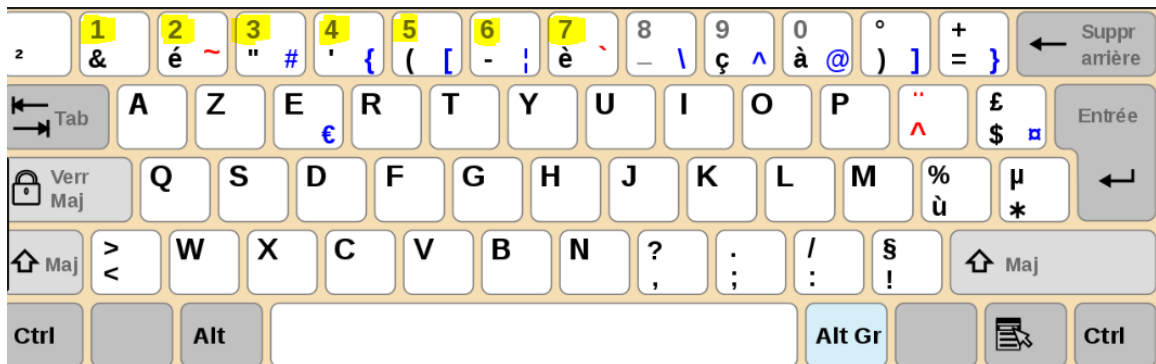 1 2 3 4 5 6 7 8 9 0 ° +
² & é ~ " # ' { ( [ - ¦ è ` _ \ ç ^ à @ ) ] = } Suppr arrière
Tab A Z E € R T Y U I O P ¨ ^ £ $ ¤ Entrée
Verr Maj Q S D F G H J K L M % ù µ *
Maj > < W X C V B N ? , . ; / : § ! Maj
Ctrl Alt Alt Gr Ctrl